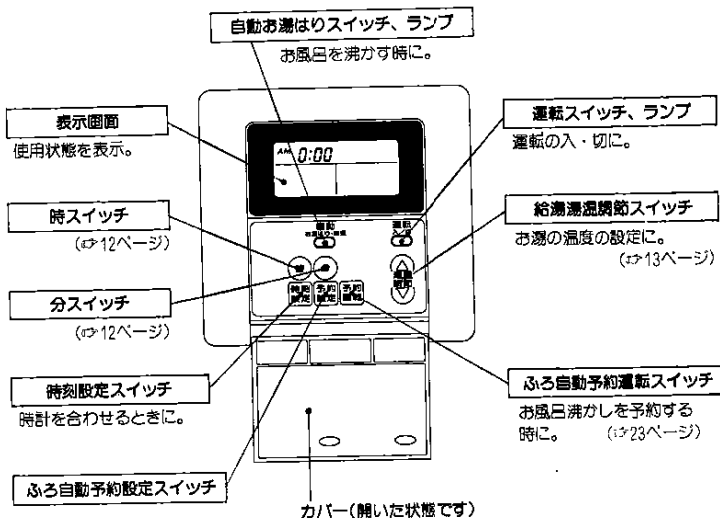 自動お湯はりスイッチ、ランプ
お風呂を沸かす時に。
表示画面
使用状態を表示。
運転スイッチ、ランプ
運転の入・切に。
AM 0:00
時スイッチ
(☞12ページ)
給湯湯温調節スイッチ
お湯の温度の設定に。
(☞13ページ)
自動
運転
入/切
時
分
分スイッチ
(☞12ページ)
時刻
設定
予約
設定
予約
運転
時刻設定スイッチ
時計を合わせるときに。
ふろ自動予約運転スイッチ
お風呂沸かしを予約する
時に。 (☞23ページ)
ふろ自動予約設定スイッチ
カバー(開いた状態です)